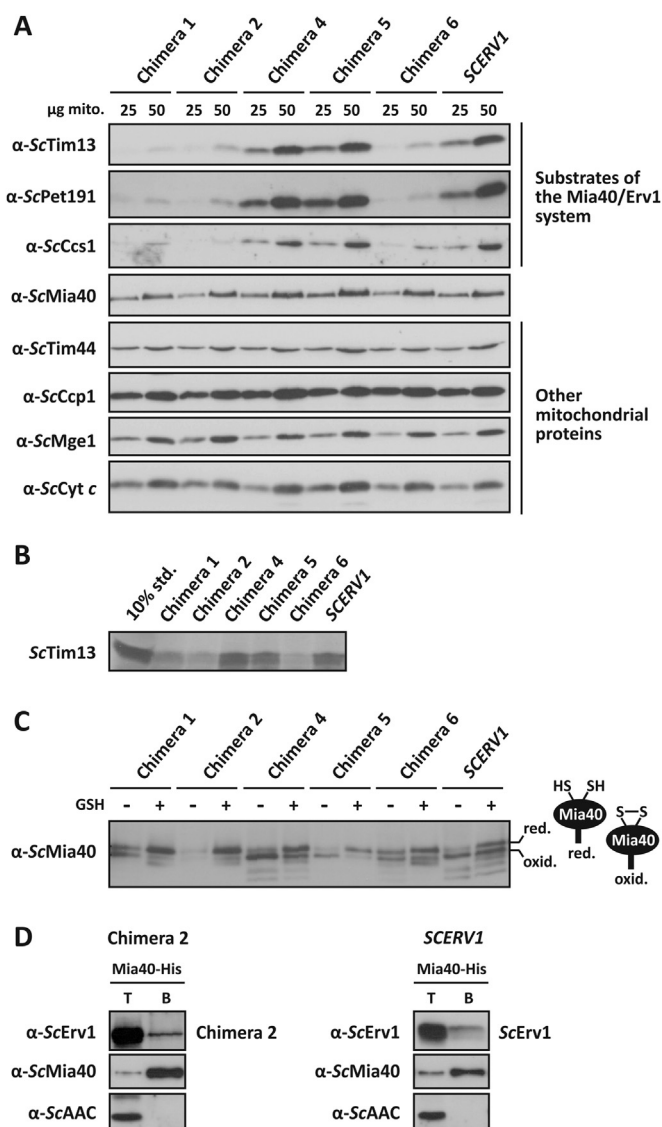 A
Chimera 1
Chimera 2
Chimera 4
Chimera 5
Chimera 6
SCERV1
µg mito. 25 50 25 50 25 50 25 50 25 50 25 50
α-ScTim13
α-ScPet191
α-ScCcs1
Substrates of
the Mia40/Erv1
system
α-ScMia40
α-ScTim44
α-ScCcp1
α-ScMge1
α-ScCyt c
Other
mitochondrial
proteins
B
10% std.
Chimera 1
Chimera 2
Chimera 4
Chimera 5
Chimera 6
SCERV1
ScTim13
C
Chimera 1
Chimera 2
Chimera 4
Chimera 5
Chimera 6
SCERV1
GSH - + - + - + - + - + - +
α-ScMia40
red.
oxid.
HS SH
Mia40
red.
S-S
Mia40
oxid.
D
Chimera 2
Mia40-His
T B
α-ScErv1 Chimera 2
α-ScMia40
α-ScAAC
SCERV1
Mia40-His
T B
α-ScErv1 ScErv1
α-ScMia40
α-ScAAC